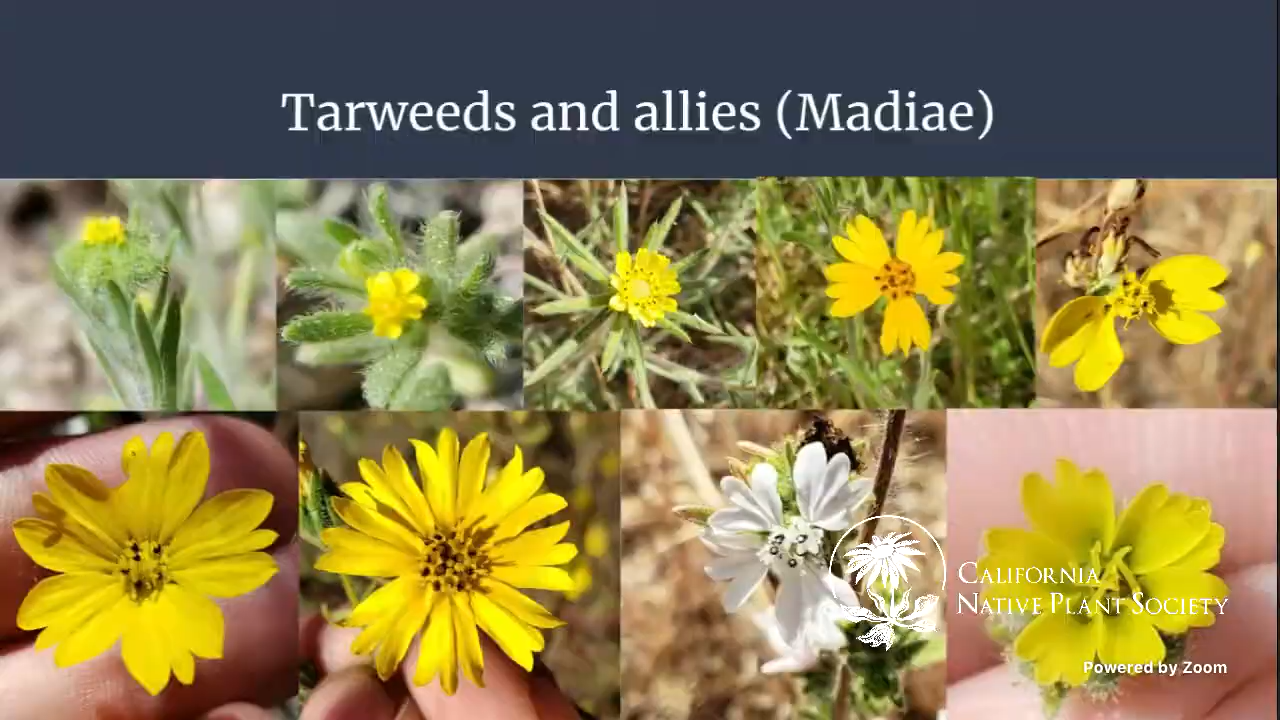 Tarweeds and allies (Madiae)
California
Native Plant Society
Powered by Zoom